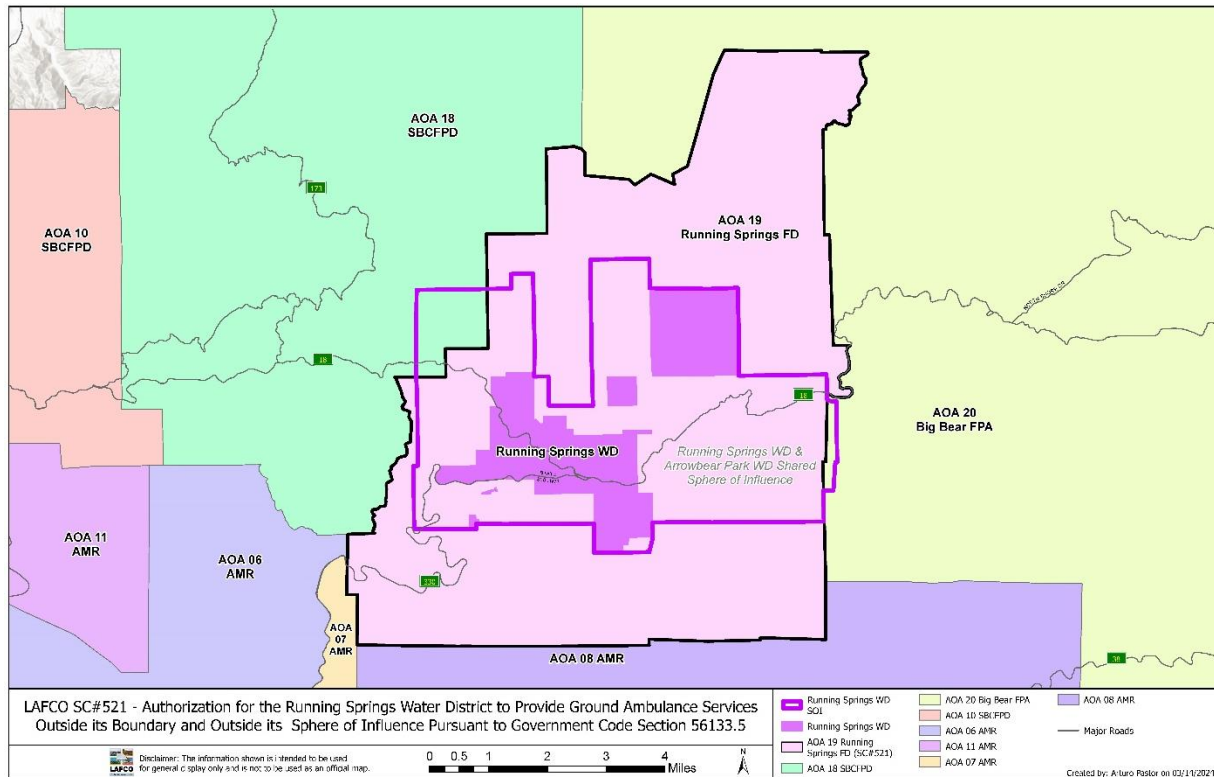 AOA 18
SBCFPD
173
AOA 10
SBCFPD
AOA 19
Running Springs FD
18
18
AOA 20
Big Bear FPA
Running Springs WD
Running Springs WD &
Arrowbear Park WD Shared
Sphere of Influence
AOA 11
AMR
AOA 06
AMR
330
AOA
07
AMR
AOA 08 AMR
38
LAFCO SC#521 - Authorization for the Running Springs Water District to Provide Ground Ambulance Services
Outside its Boundary and Outside its Sphere of Influence Pursuant to Government Code Section 56133.5
LAFCO
Disclaimer: The information shown is intended to be used
for general display only and is not to be used as an official map.
0 0.5 1 2 3 4
Miles
N
Running Springs WD
SOI
Running Springs WD
AOA 19 Running
Springs FD (SC#521)
AOA 18 SBCFPD
AOA 20 Big Bear FPA
AOA 10 SBCFPD
AOA 06 AMR
AOA 11 AMR
AOA 07 AMR
AOA 08 AMR
Major Roads
Created by: Arturo Pastor on 03/14/2024